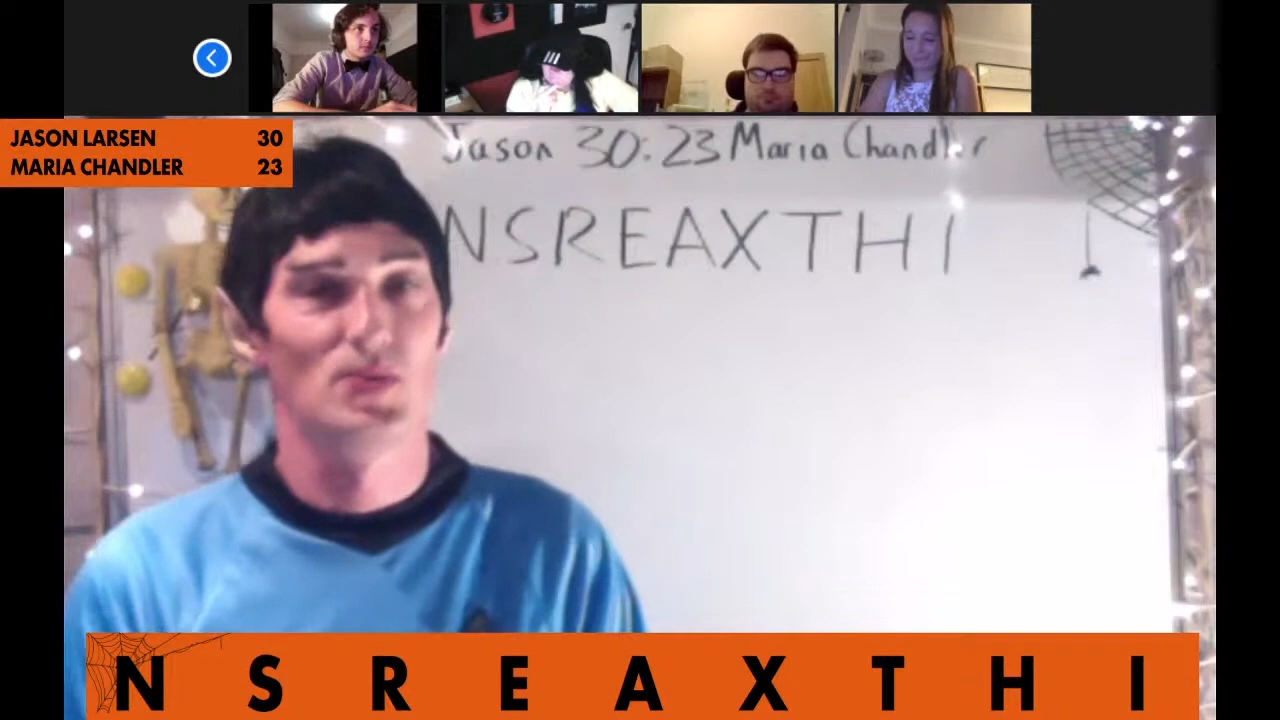 JASON LARSEN 30
MARIA CHANDLER 23
Jason 30:23 Maria Chandler
NSREAXTHI
N S R E A X T H I